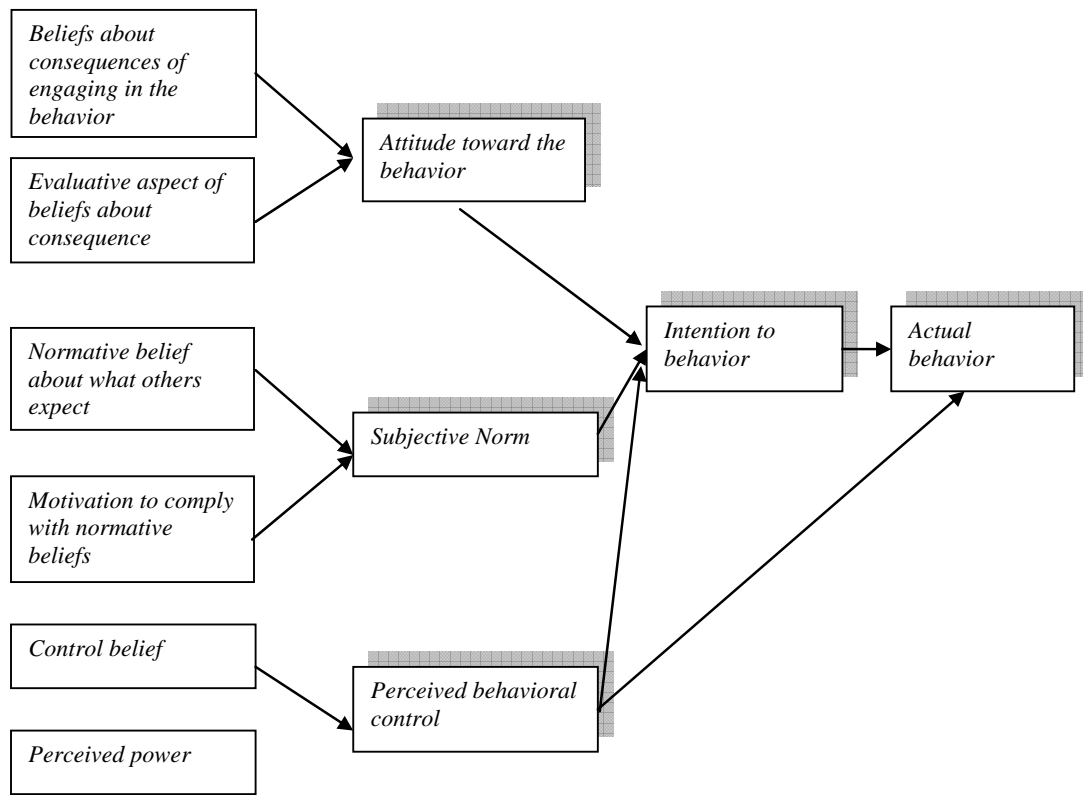 Beliefs about
consequences of
engaging in the
behavior
Evaluative aspect of
beliefs about
consequence
Attitude toward the
behavior
Normative belief
about what others
expect
Motivation to comply
with normative
beliefs
Subjective Norm
Intention to
behavior
Actual
behavior
Control belief
Perceived power
Perceived behavioral
control